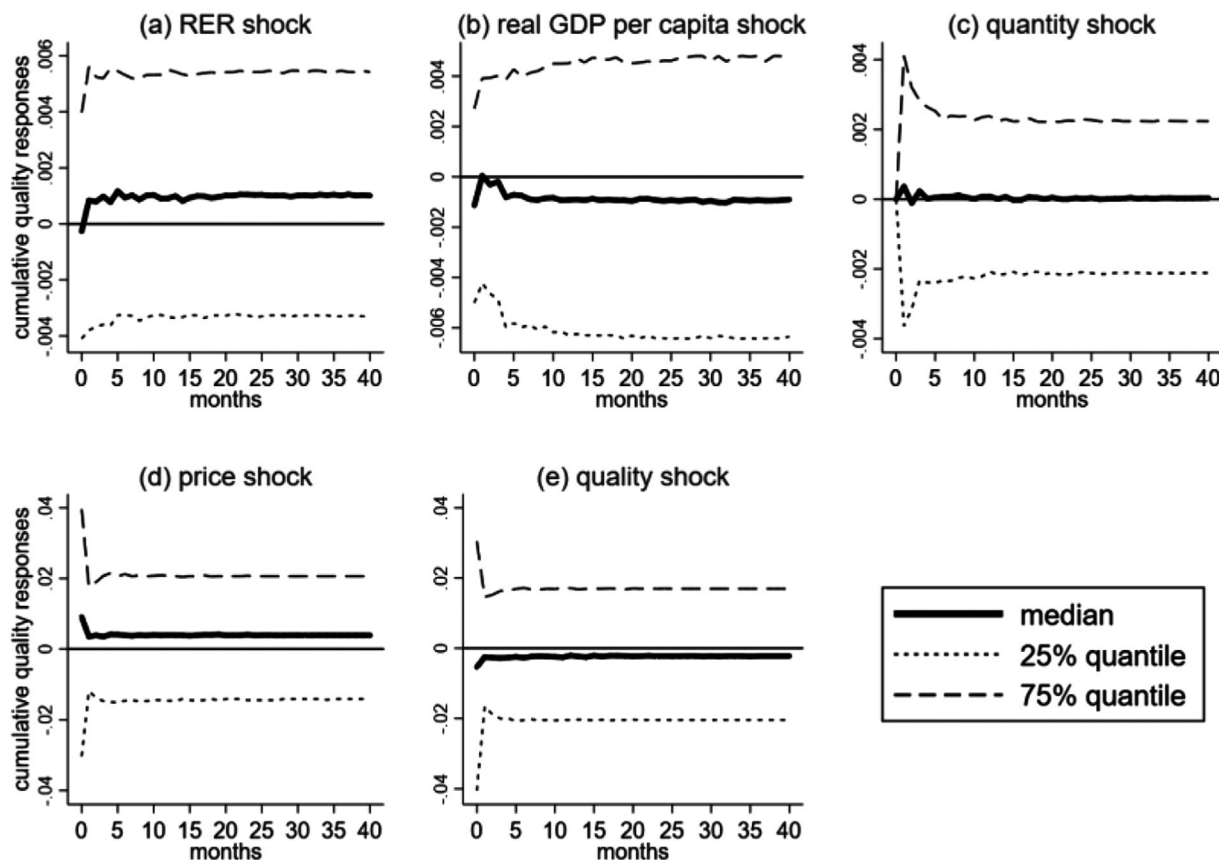 (a) RER shock
(b) real GDP per capita shock
(c) quantity shock
cumulative quality responses
.006
.004
.002
0
-.002
-.004
0 5 10 15 20 25 30 35 40
months
.004
.002
0
-.002
-.004
-.006
0 5 10 15 20 25 30 35 40
months
.004
.002
0
-.002
-.004
0 5 10 15 20 25 30 35 40
months
(d) price shock
(e) quality shock
cumulative quality responses
.04
.02
0
-.02
-.04
0 5 10 15 20 25 30 35 40
months
.04
.02
0
-.02
-.04
0 5 10 15 20 25 30 35 40
months
median
25% quantile
75% quantile